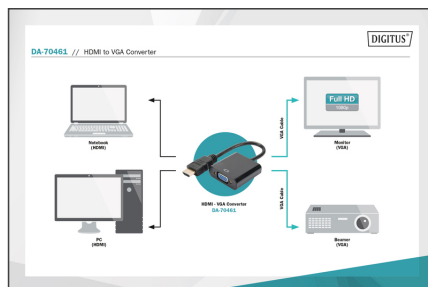 DIGITUS®
DA-70461 // HDMI to VGA Converter
Notebook
(HDMI)
VGA Cable
Full HD
1080p
Monitor
(VGA)
HDMI - VGA Converter
DA-70461
PC
(HDMI)
VGA Cable
Beamer
(VGA)